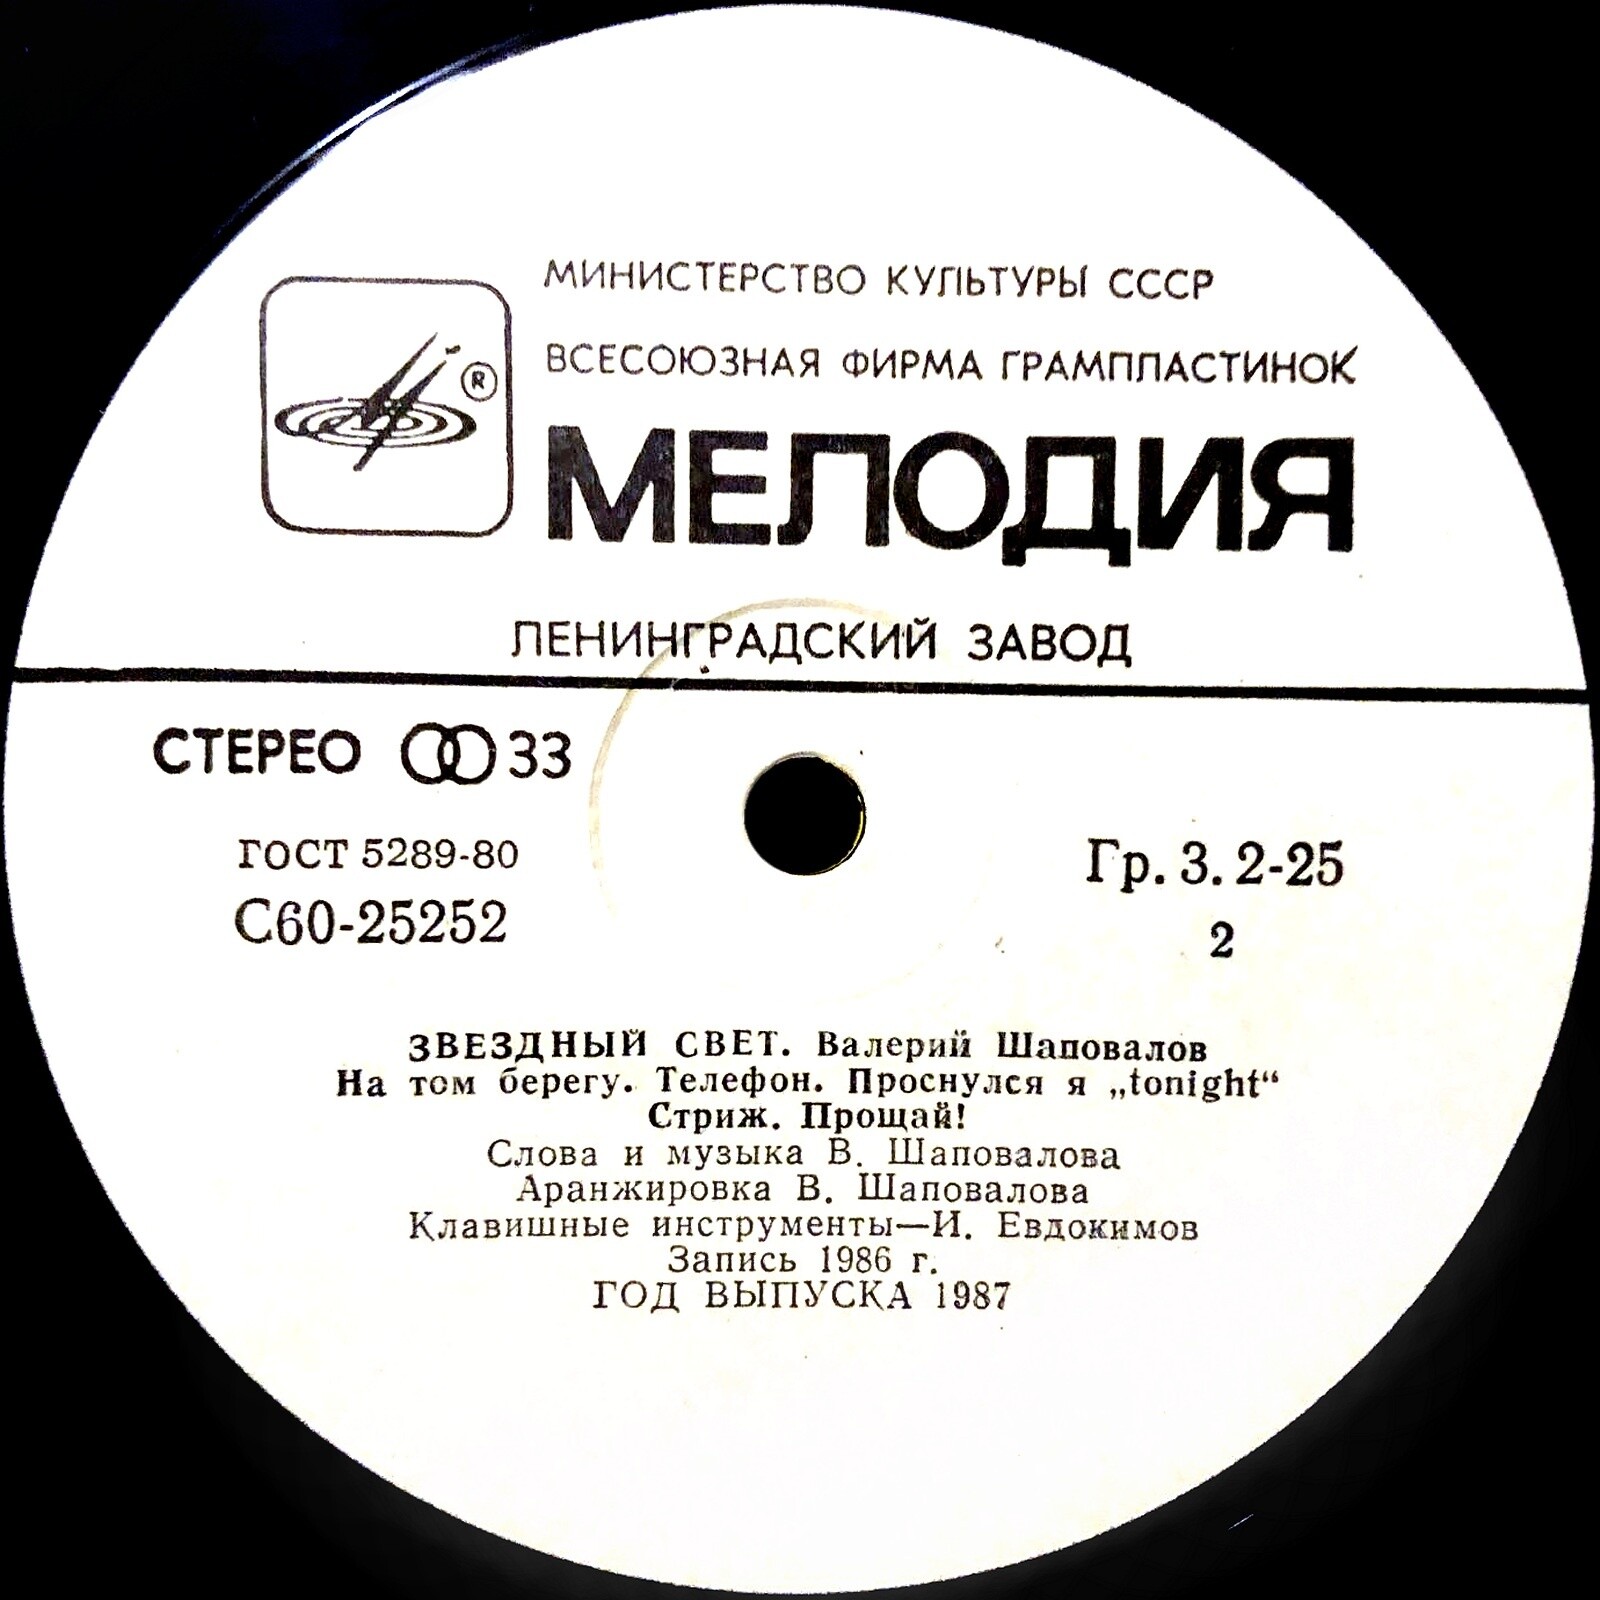 МИНИСТЕРСТВО КУЛЬТУРЫ СССР
ВСЕСОЮЗНАЯ ФИРМА ГРАМПЛАСТИНОК
®
МЕЛОДИЯ
ЛЕНИНГРАДСКИЙ ЗАВОД
СТЕРЕО 33
ГОСТ 5289-80
С60-25252
Гр. 3. 2-25
2
ЗВЕЗДНЫЙ СВЕТ. Валерий Шаповалов
На том берегу. Телефон. Проснулся я „tonight“
Стриж. Прощай!
Слова и музыка В. Шаповалова
Аранжировка В. Шаповалова
Клавишные инструменты—И. Евдокимов
Запись 1986 г.
ГОД ВЫПУСКА 1987